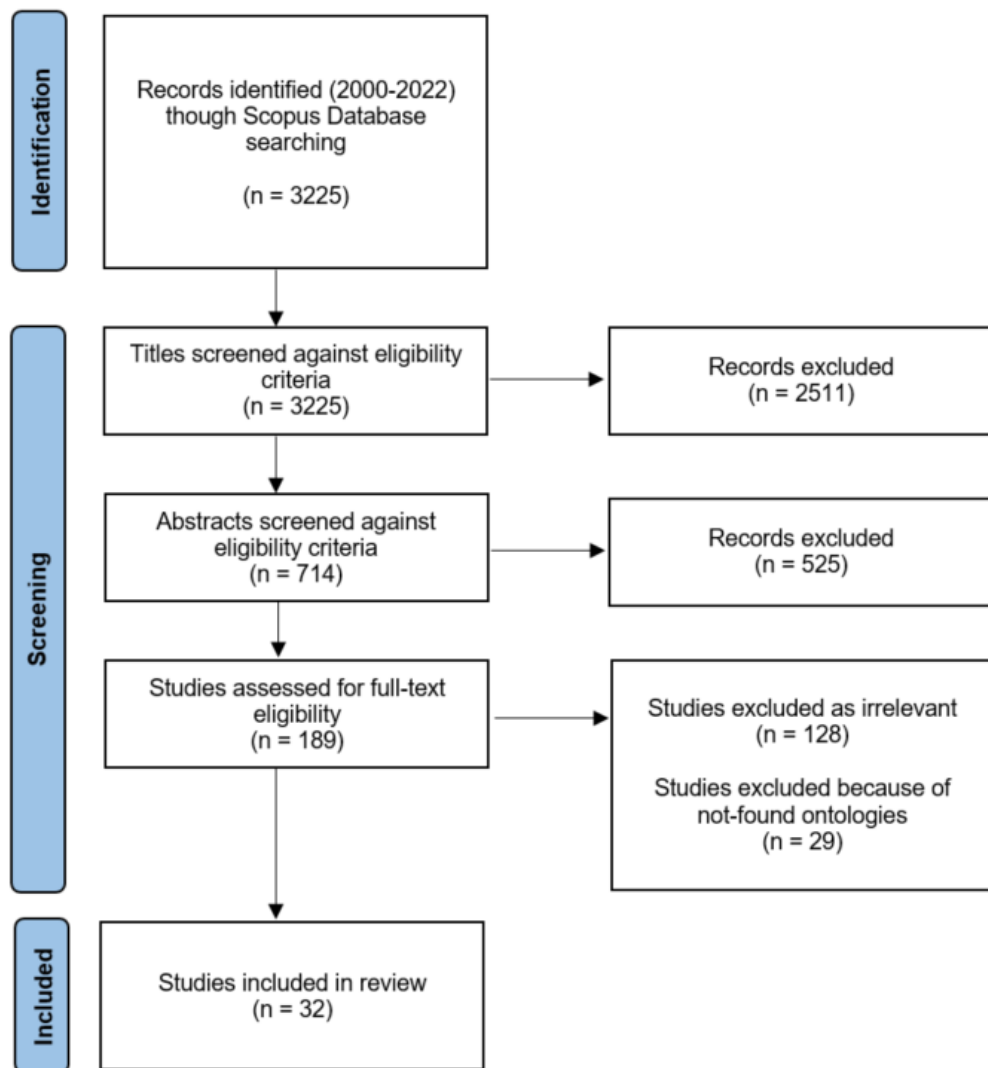 Identification
Records identified (2000-2022)
though Scopus Database
searching
(n = 3225)
Screening
Titles screened against eligibility
criteria
(n = 3225)
Records excluded
(n = 2511)
Abstracts screened against
eligibility criteria
(n = 714)
Records excluded
(n = 525)
Studies assessed for full-text
eligibility
(n = 189)
Studies excluded as irrelevant
(n = 128)
Studies excluded because of
not-found ontologies
(n = 29)
Included
Studies included in review
(n = 32)